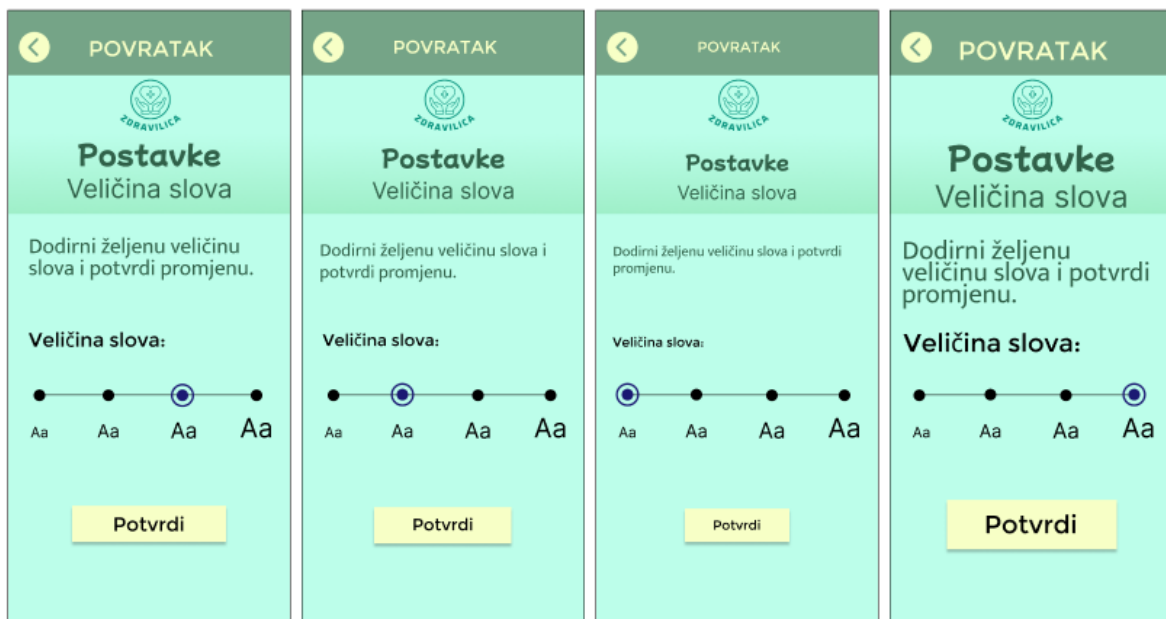 POVRATAK
ZDRAVILICA
Postavke
Veličina slova
Dodirni željenu veličinu
slova i potvrdi promjenu.
Veličina slova:
Aa Aa Aa Aa
Potvrdi
POVRATAK
ZDRAVILICA
Postavke
Veličina slova
Dodirni željenu veličinu slova i
potvrdi promjenu.
Veličina slova:
Aa Aa Aa Aa
Potvrdi
POVRATAK
ZDRAVILICA
Postavke
Veličina slova
Dodirni željenu veličinu slova i potvrdi
promjenu.
Veličina slova:
Aa Aa Aa Aa
Potvrdi
POVRATAK
ZDRAVILICA
Postavke
Veličina slova
Dodirni željenu
veličinu slova i potvrdi
promjenu.
Veličina slova:
Aa Aa Aa Aa
Potvrdi